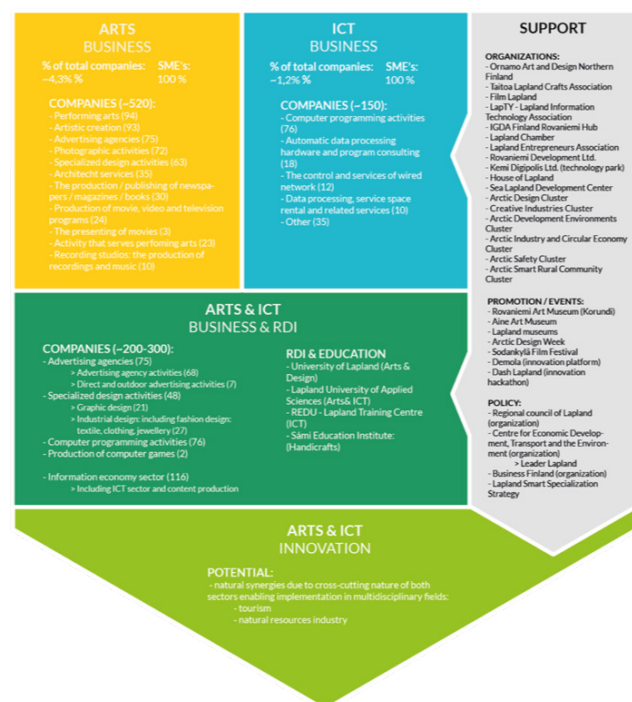 ARTS
BUSINESS
% of total companies: SME's:
~4,3% % 100 %
COMPANIES (~520):
- Performing arts (94)
- Artistic creation (93)
- Advertising agencies (75)
- Photographic activities (72)
- Specialized design activities (63)
- Architecht services (35)
- The production / publishing of newspa-
pers / magazines / books (30)
- Production of movie, video and television
programs (24)
- The presenting of movies (3)
- Activity that serves perfoming arts (23)
- Recording studios: the production of
recordings and music (10)
ICT
BUSINESS
% of total companies: SME's:
~1,2% % 100 %
COMPANIES (~150):
- Computer programming activities
(76)
- Automatic data processing
hardware and program consulting
(18)
- The control and services of wired
network (12)
- Data processing, service space
rental and related services (10)
- Other (35)
SUPPORT
ORGANIZATIONS:
- Ornamo Art and Design Northern
Finland
- Taitoa Lapland Crafts Association
- Film Lapland
- LapTY - Lapland Information
Technology Association
- IGDA Finland Rovaniemi Hub
- Lapland Chamber
- Lapland Entrepreneurs Association
- Rovaniemi Development Ltd.
- Kemi Digipolis Ltd. (technology park)
- House of Lapland
- Sea Lapland Development Center
- Arctic Design Cluster
- Creative Industries Cluster
- Arctic Development Environments
Cluster
- Arctic Industry and Circular Economy
Cluster
- Arctic Safety Cluster
- Arctic Smart Rural Community
Cluster
PROMOTION / EVENTS:
- Rovaniemi Art Museum (Korundi)
- Aine Art Museum
- Lapland museums
- Arctic Design Week
- Sodankylä Film Festival
- Demola (innovation platform)
- Dash Lapland (innovation
hackathon)
POLICY:
- Regional council of Lapland
(organization)
- Centre for Economic Develop-
ment, Transport and the Environ-
ment (organization)
> Leader Lapland
- Business Finland (organization)
- Lapland Smart Specialization
Strategy
ARTS & ICT
BUSINESS & RDI
COMPANIES (~200-300):
- Advertising agencies (75)
> Advertising agency activities (68)
> Direct and outdoor advertising activities (7)
- Specialized design activities (48)
> Graphic design (21)
> Industrial design: including fashion design:
textile, clothing, jewellery (27)
- Computer programming activities (76)
- Production of computer games (2)
- Information economy sector (116)
> Including ICT sector and content production
RDI & EDUCATION
- University of Lapland (Arts &
Design)
- Lapland University of Applied
Sciences (Arts& ICT)
- REDU - Lapland Training Centre
(ICT)
- Sámi Education Institute:
(Handicrafts)
ARTS & ICT
INNOVATION
POTENTIAL:
- natural synergies due to cross-cutting nature of both
sectors enabling implementation in multidisciplinary fields:
- tourism
- natural resources industry